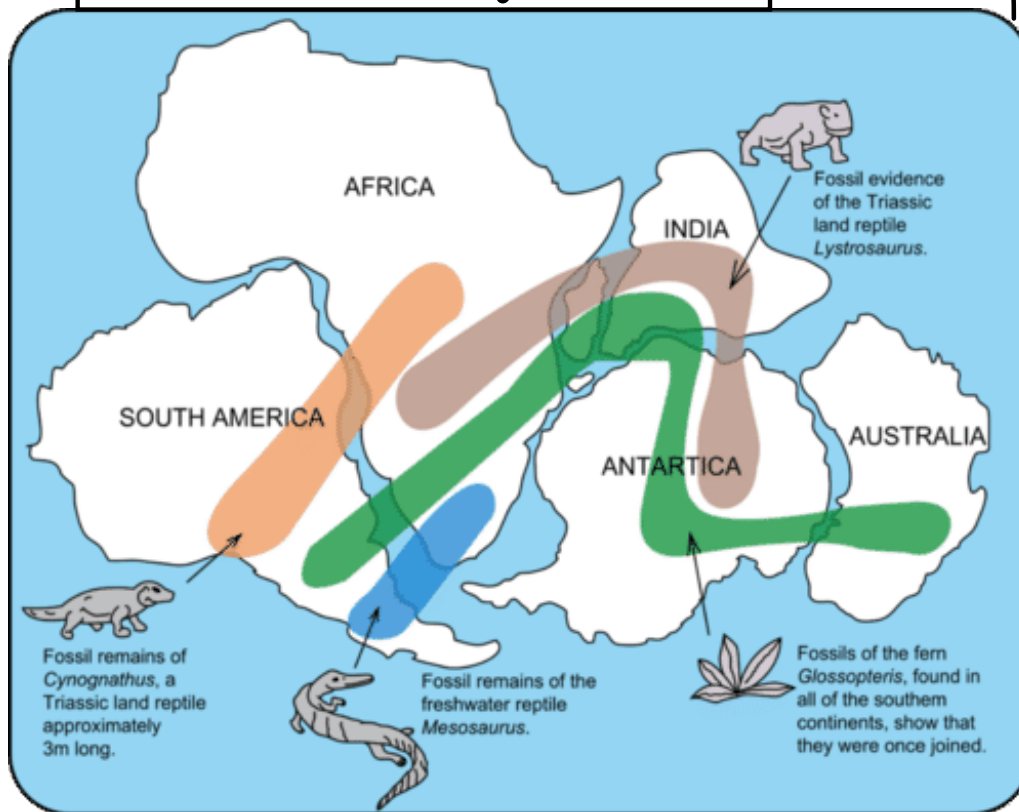 AFRICA
INDIA
Fossil evidence
of the Triassic
land reptile
Lystrosaurus.
SOUTH AMERICA
ANTARTICA
AUSTRALIA
Fossil remains of
Cynognathus, a
Triassic land reptile
approximately
3m long.
Fossil remains of the
freshwater reptile
Mesosaurus.
Fossils of the fern
Glossopteris, found in
all of the southern
continents, show that
they were once joined.